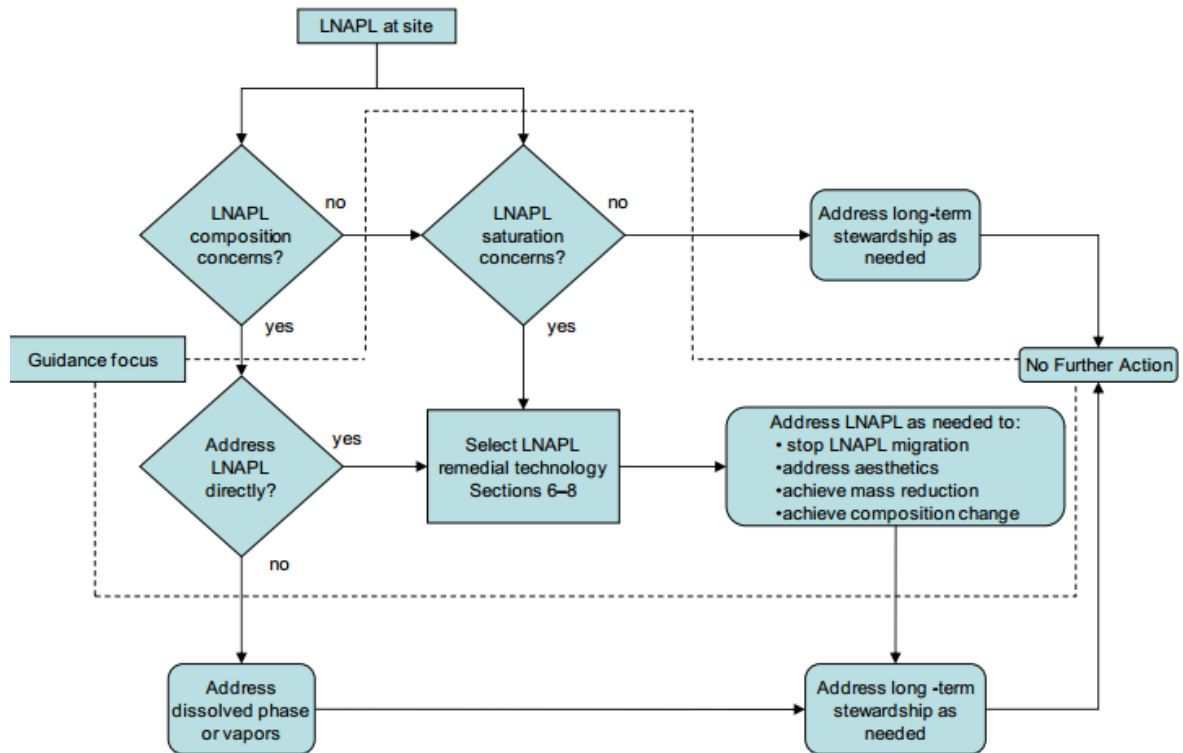 LNAPL at site
LNAPL
composition
concerns?
no
LNAPL
saturation
concerns?
no
Address long-term
stewardship as
needed
yes
yes
Guidance focus
No Further Action
Address
LNAPL
directly?
yes
Select LNAPL
remedial technology
Sections 6–8
Address LNAPL as needed to:
• stop LNAPL migration
•address aesthetics
•achieve mass reduction
•achieve composition change
no
Address
dissolved phase
or vapors
Address long -term
stewardship as
needed